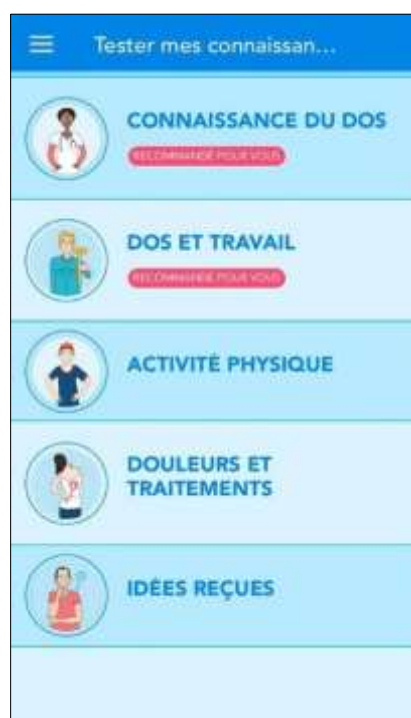 Tester mes connaissan...
CONNAISSANCE DU DOS
RECOMMANDÉ POUR VOUS
DOS ET TRAVAIL
RECOMMANDÉ POUR VOUS
ACTIVITÉ PHYSIQUE
DOULEURS ET
TRAITEMENTS
IDÉES REÇUES